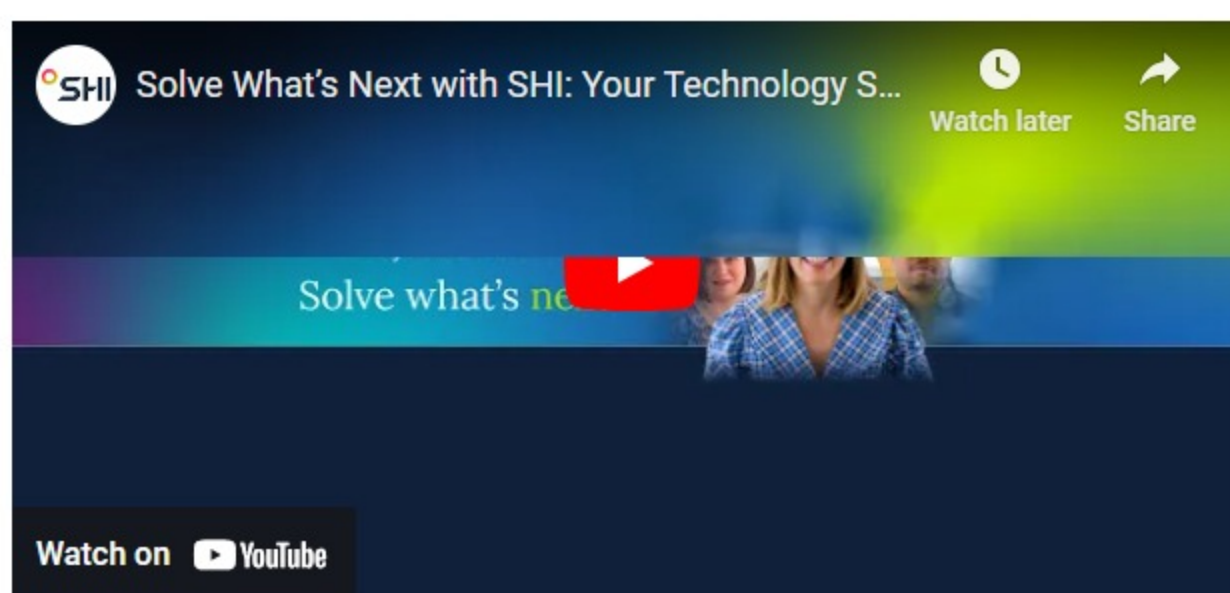 SHI
Solve What’s Next with SHI: Your Technology S...
Watch later
Share
Solve what’s
Watch on YouTube